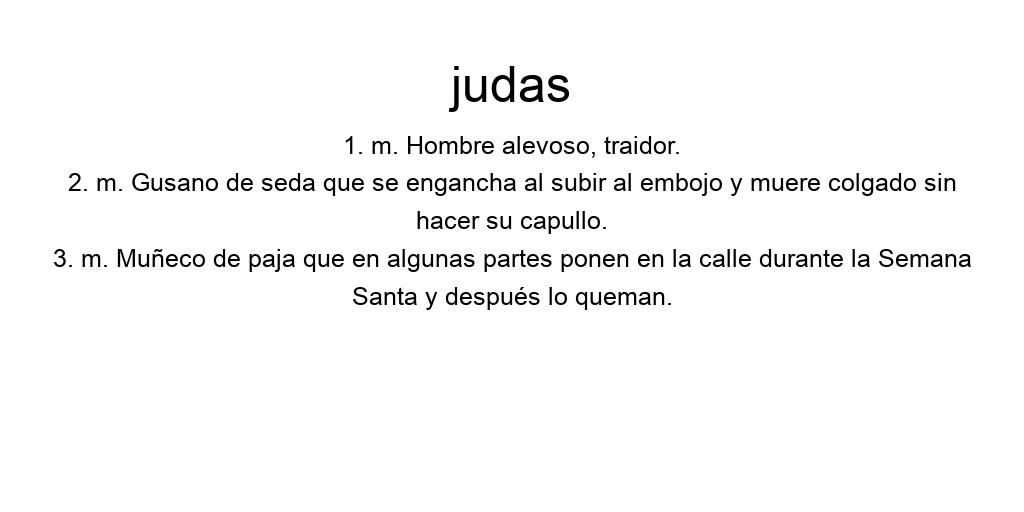 judas
1. m. Hombre alevoso, traidor.
2. m. Gusano de seda que se engancha al subir al embojo y muere colgado sin
hacer su capullo.
3. m. Muñeco de paja que en algunas partes ponen en la calle durante la Semana
Santa y después lo queman.